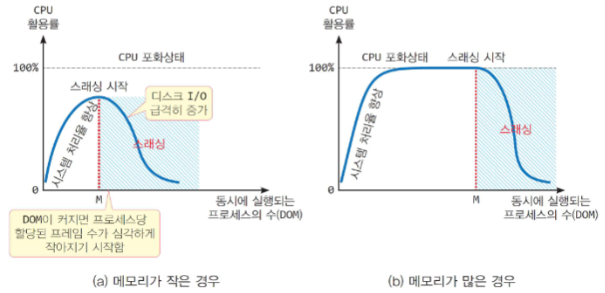 CPU
활용률
CPU 포화상태
100%
스래싱 시작
디스크 I/O
급격히 증가
시스템 처리율 향상
스래싱
0
M
동시에 실행되는
프로세스의 수(DOM)
DOM이 커지면 프로세스당
할당된 프레임 수가 심각하게
작아지기 시작함
(a) 메모리가 작은 경우
CPU
활용률
CPU 포화상태
스래싱 시작
100%
시스템 처리율 향상
스래싱
0
M
동시에 실행되는
프로세스의 수(DOM)
(b) 메모리가 많은 경우